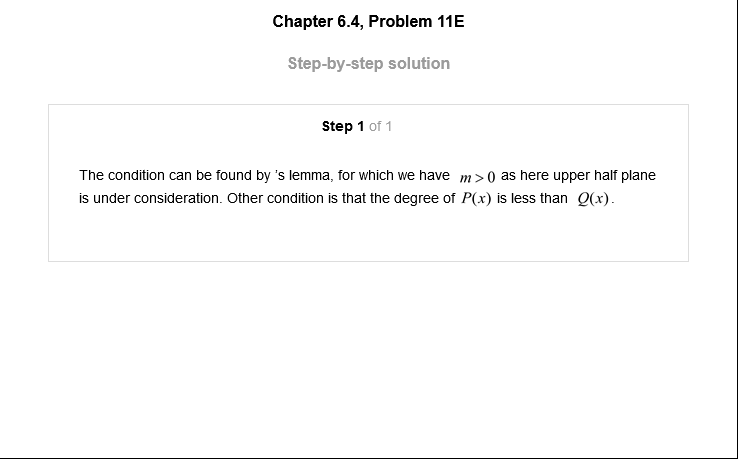 Chapter 6.4, Problem 11E
Step-by-step solution
Step 1 of 1
The condition can be found by 's lemma, for which we have m > 0 as here upper half plane
is under consideration. Other condition is that the degree of P(x) is less than Q(x).